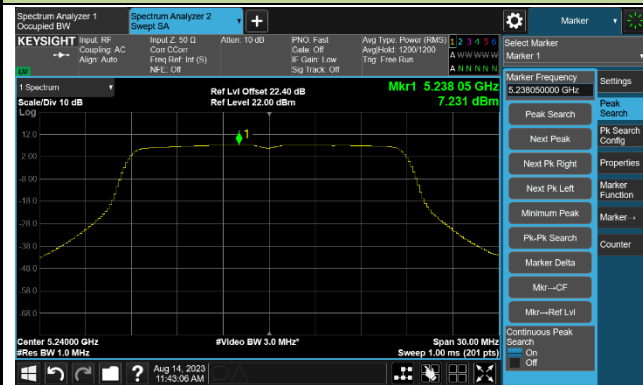 Spectrum Analyzer 1
Occupied BW
Spectrum Analyzer 2
Swept SA
Marker
KEYSIGHT
Input: RF
Coupling: AC
Align: Auto
Input Z: 50 Ω
Corr CCorr
Freq Ref: Int (S)
NFE: Off
Atten: 10 dB
PNO: Fast
Gate: Off
IF Gain: Low
Sig Track: Off
Avg Type: Power (RMS)
Avg|Hold: 1200/1200
Trig: Free Run
1 2 3 4 5 6
A W W W W W
A N N N N N
LXI
Select Marker
Marker 1
1 Spectrum
Scale/Div 10 dB
Log
Ref Lvl Offset 22.40 dB
Ref Level 22.00 dBm
Mkr1 5.238 05 GHz
7.231 dBm
12.0
2.00
-8.00
-18.0
-28.0
-38.0
-48.0
-58.0
-68.0
1
Center 5.24000 GHz
#Res BW 1.0 MHz
#Video BW 3.0 MHz*
Span 30.00 MHz
Sweep 1.00 ms (201 pts)
Marker Frequency
5.238050000 GHz
Peak Search
Next Peak
Next Pk Right
Next Pk Left
Minimum Peak
Pk-Pk Search
Marker Delta
Mkr→CF
Mkr→Ref Lvl
Continuous Peak
Search
On
Off
Settings
Peak
Search
Pk Search
Config
Properties
Marker
Function
Marker→
Counter
?
Aug 14, 2023
11:43:06 AM